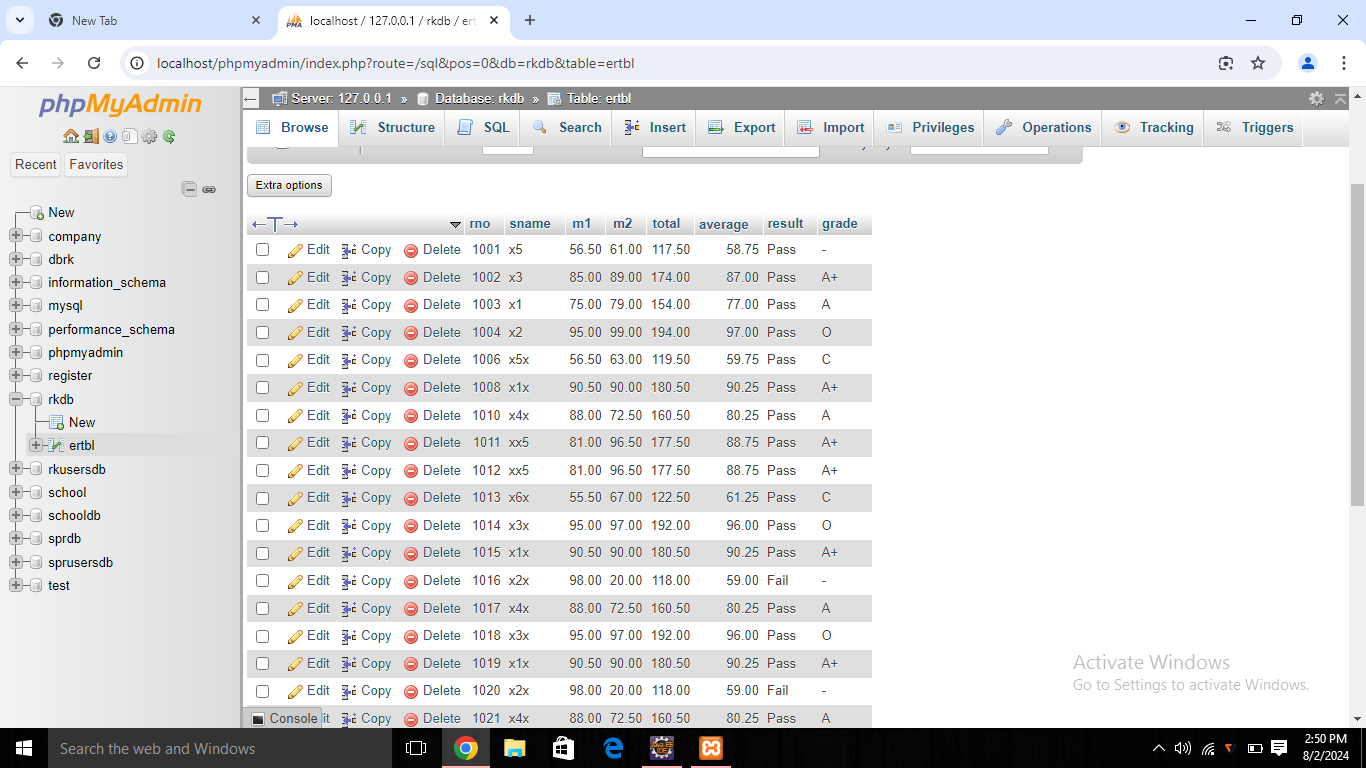 New Tab
localhost / 127.0.0.1 / rkdb / ert
localhost/phpmyadmin/index.php?route=/sql&pos=0&db=rkdb&table=ertbl
phpMyAdmin
Recent Favorites
New
company
dbrk
information_schema
mysql
performance_schema
phpmyadmin
register
rkdb
New
ertbl
rkusersdb
school
schooldb
sprdb
sprusersdb
test
Server: 127.0.0.1 » Database: rkdb » Table: ertbl
Browse Structure SQL Search Insert Export Import Privileges Operations Tracking Triggers
Extra options
rno sname m1 m2 total average result grade
Edit Copy Delete 1001 x5 56.50 61.00 117.50 58.75 Pass -
Edit Copy Delete 1002 x3 85.00 89.00 174.00 87.00 Pass A+
Edit Copy Delete 1003 x1 75.00 79.00 154.00 77.00 Pass A
Edit Copy Delete 1004 x2 95.00 99.00 194.00 97.00 Pass O
Edit Copy Delete 1006 x5x 56.50 63.00 119.50 59.75 Pass C
Edit Copy Delete 1008 x1x 90.50 90.00 180.50 90.25 Pass A+
Edit Copy Delete 1010 x4x 88.00 72.50 160.50 80.25 Pass A
Edit Copy Delete 1011 xx5 81.00 96.50 177.50 88.75 Pass A+
Edit Copy Delete 1012 xx5 81.00 96.50 177.50 88.75 Pass A+
Edit Copy Delete 1013 x6x 55.50 67.00 122.50 61.25 Pass C
Edit Copy Delete 1014 x3x 95.00 97.00 192.00 96.00 Pass O
Edit Copy Delete 1015 x1x 90.50 90.00 180.50 90.25 Pass A+
Edit Copy Delete 1016 x2x 98.00 20.00 118.00 59.00 Fail -
Edit Copy Delete 1017 x4x 88.00 72.50 160.50 80.25 Pass A
Edit Copy Delete 1018 x3x 95.00 97.00 192.00 96.00 Pass O
Edit Copy Delete 1019 x1x 90.50 90.00 180.50 90.25 Pass A+
Edit Copy Delete 1020 x2x 98.00 20.00 118.00 59.00 Fail -
Console it Copy Delete 1021 x4x 88.00 72.50 160.50 80.25 Pass A
Activate Windows
Go to Settings to activate Windows.
Search the web and Windows
2:50 PM
8/2/2024